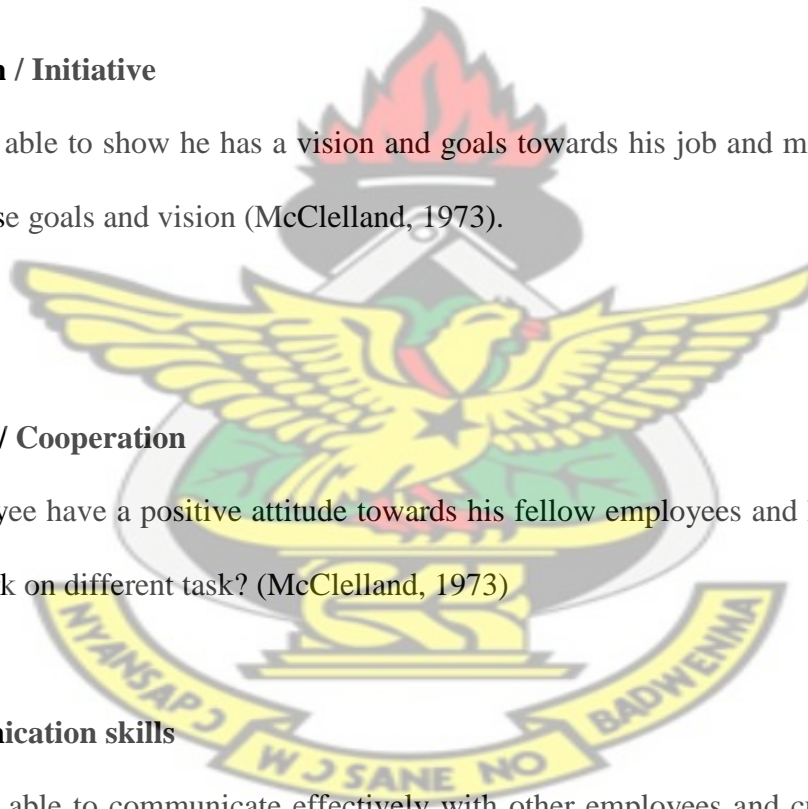 / Initiative
able to show he has a vision and goals towards his job and
se goals and vision (McClelland, 1973).
/ Cooperation
yee have a positive attitude towards his fellow employees and
k on different task? (McClelland, 1973)
nication skills
able to communicate effectively with other employees and
NYANSAPƆ WƆSANE NO BADWENMA